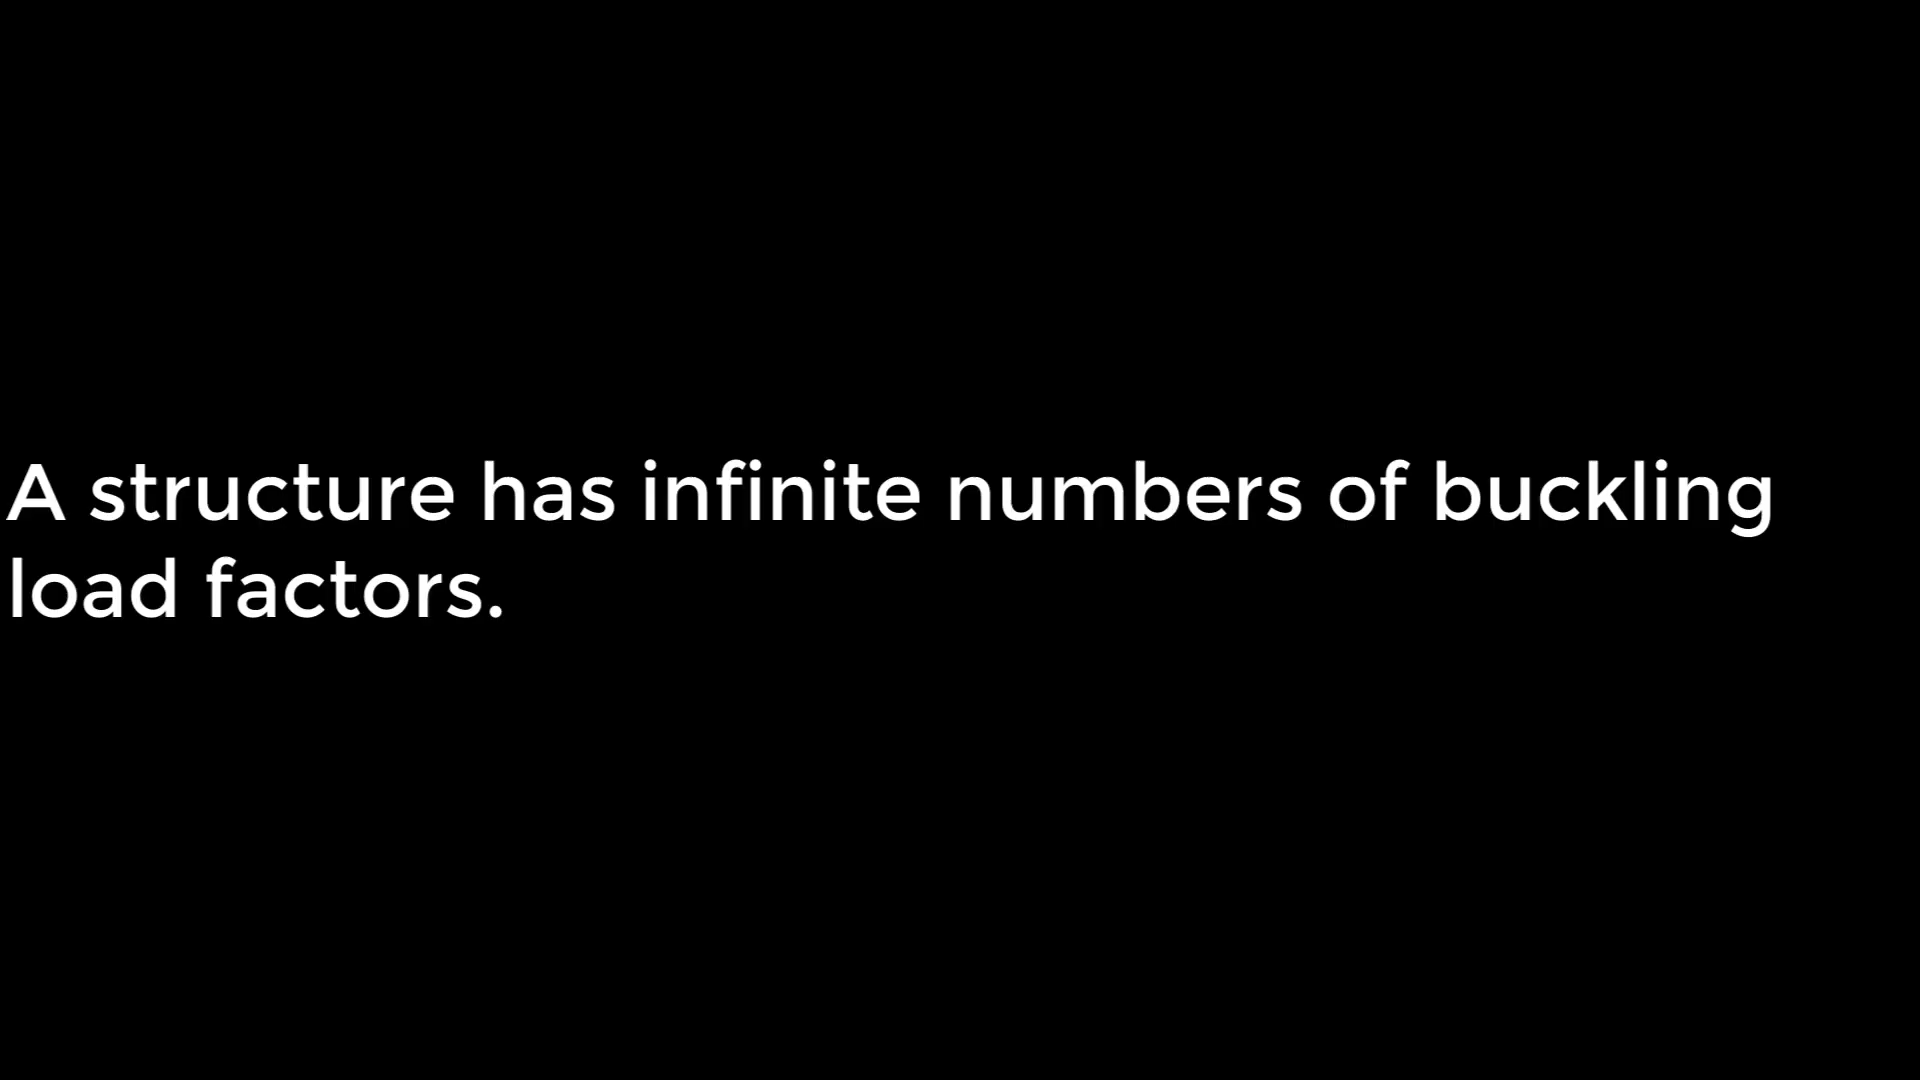 A structure has infinite numbers of buckling
load factors.